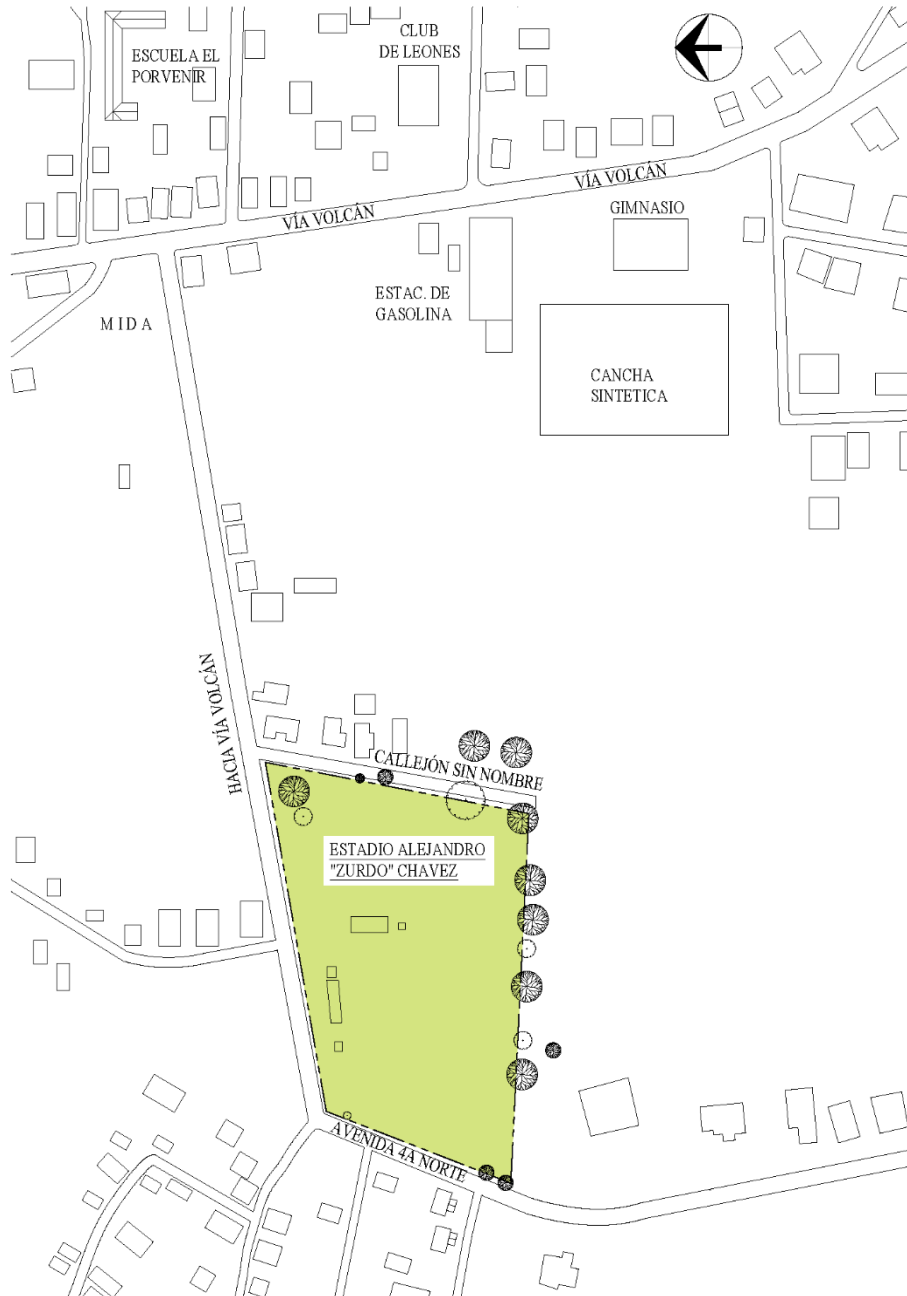 CLUB
DE LEONES
ESCUELA EL
PORVENIR
VÍA VOLCÁN
VÍA VOLCÁN
GIMNASIO
ESTAC. DE
GASOLINA
MIDA
CANCHA
SINTETICA
HACIA VÍA VOLCÁN
CALLEJÓN SIN NOMBRE
ESTADIO ALEJANDRO
"ZURDO" CHAVEZ
AVENIDA 4A NORTE